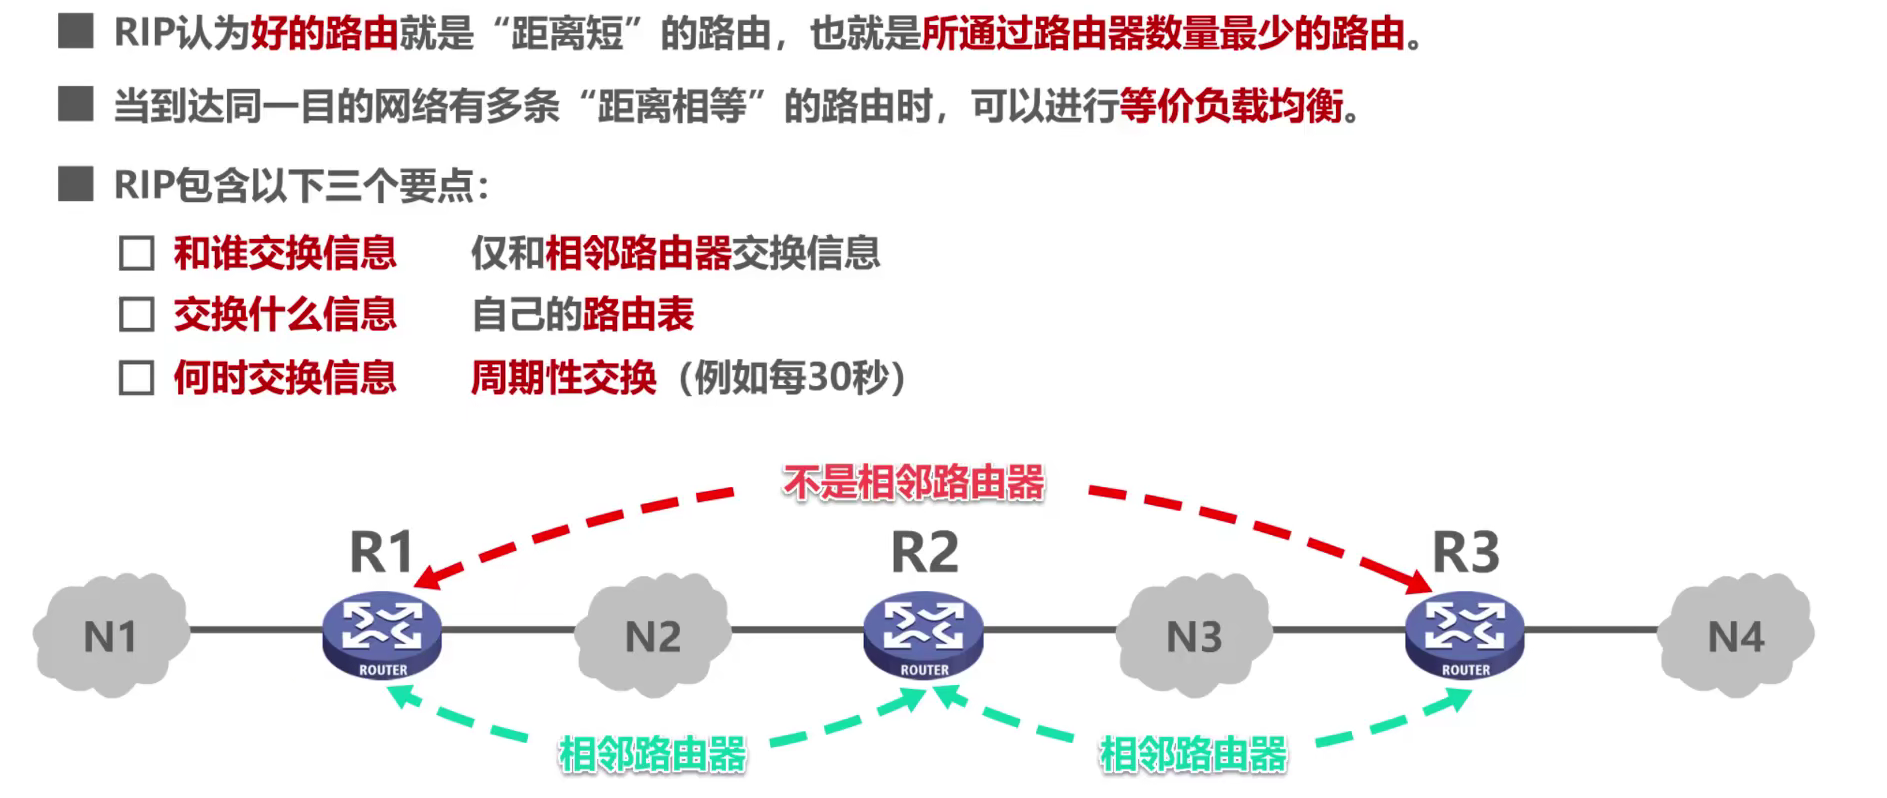 RIP认为好的路由就是“距离短”的路由，也就是所通过路由器数量最少的路由。
当到达同一目的网络有多条“距离相等”的路由时，可以进行等价负载均衡。
RIP包含以下三个要点：
和谁交换信息 仅和相邻路由器交换信息
交换什么信息 自己的路由表
何时交换信息 周期性交换（例如每30秒）
不是相邻路由器
R1 R2 R3
N1 N2 N3 N4
ROUTER ROUTER ROUTER
相邻路由器 相邻路由器